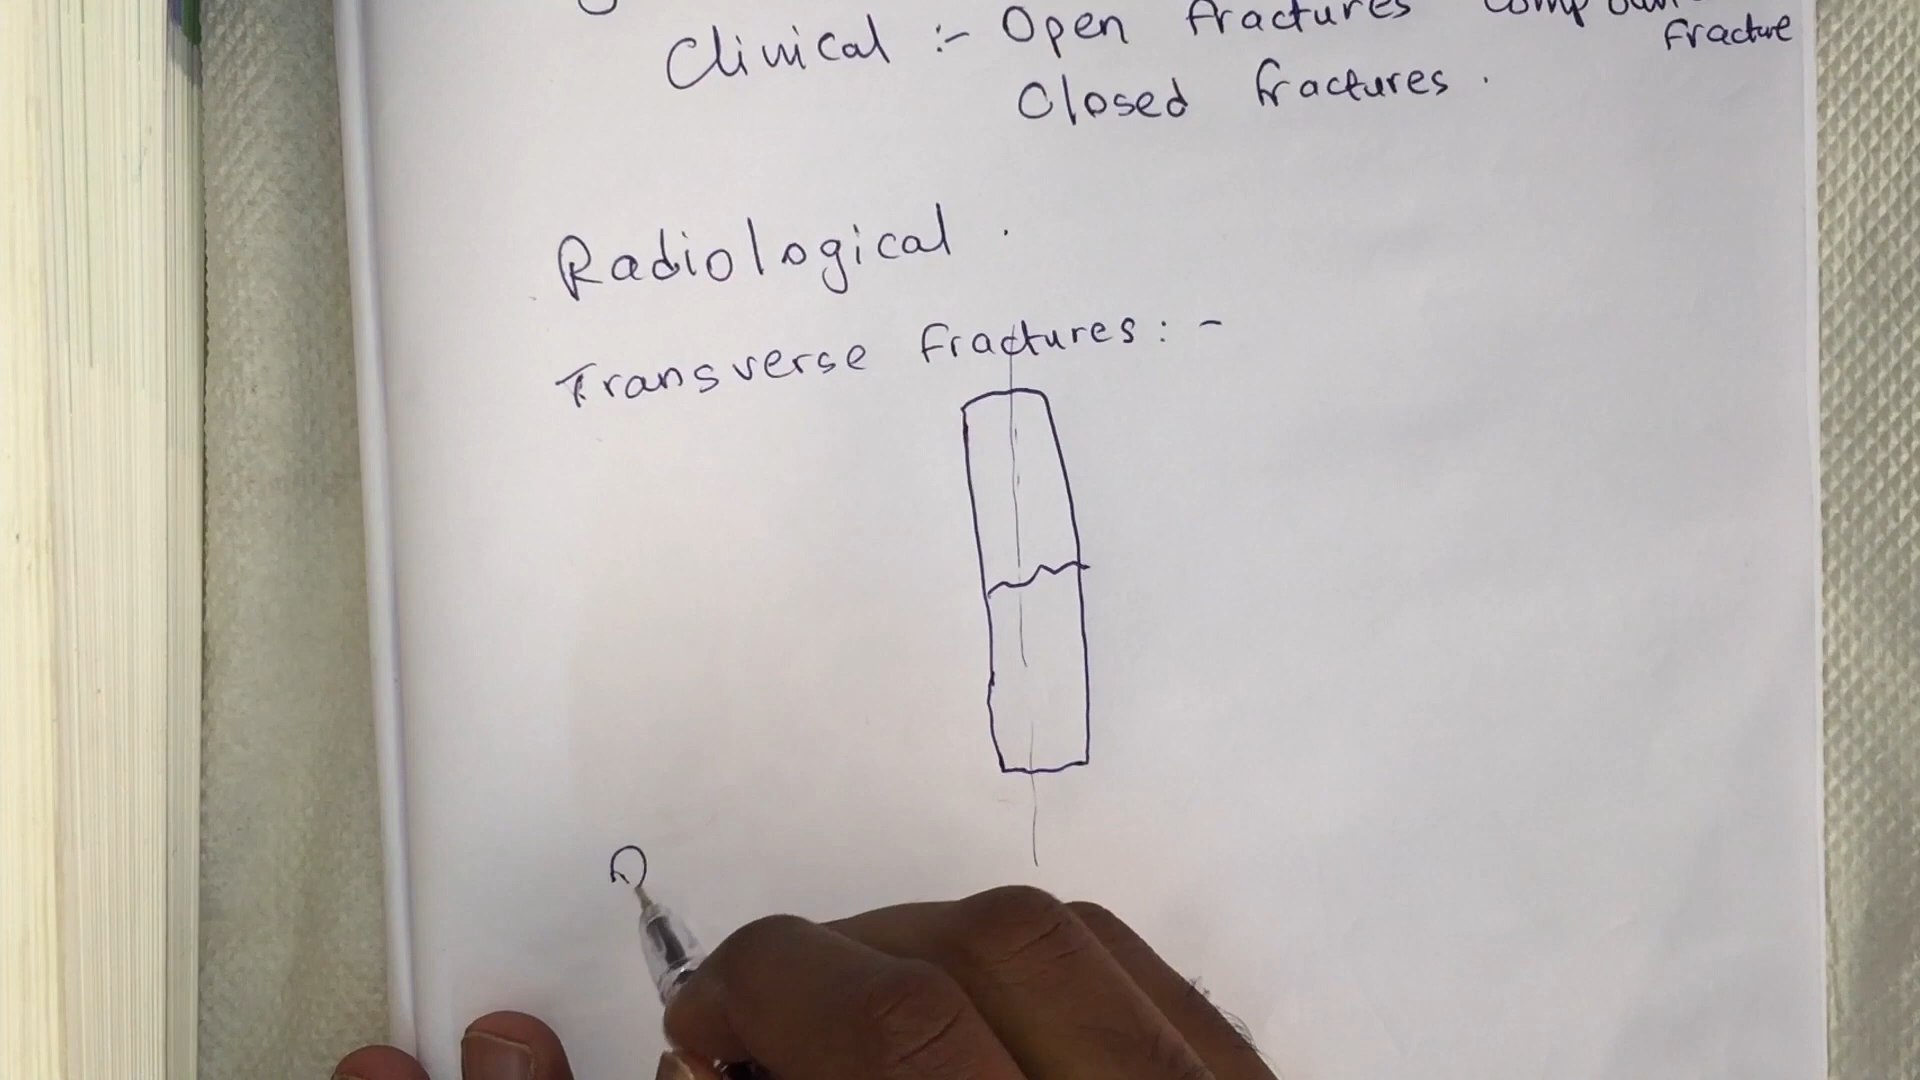 Clinical :- Open fractures
fracture
Closed fractures.
Radiological.
Transverse fractures: -